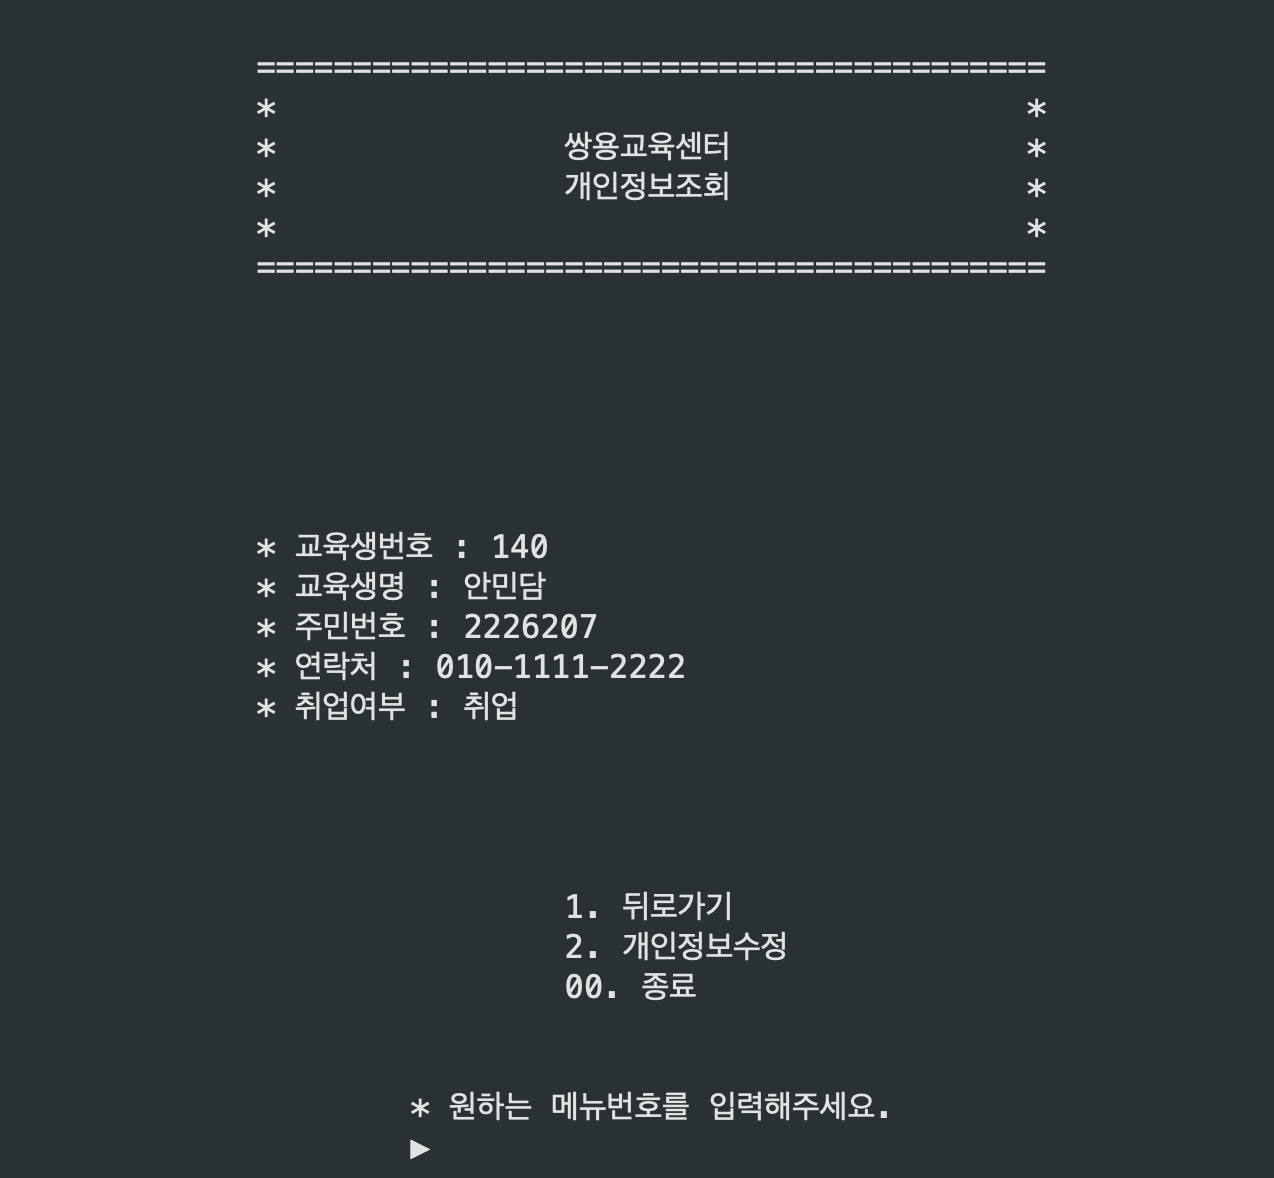 =========================================
* *
* 쌍용교육센터 *
* 개인정보조회 *
* *
=========================================
* 교육생번호 : 140
* 교육생명 : 안민담
* 주민번호 : 2226207
* 연락처 : 010-1111-2222
* 취업여부 : 취업
1. 뒤로가기
2. 개인정보수정
00. 종료
* 원하는 메뉴번호를 입력해주세요.
▶